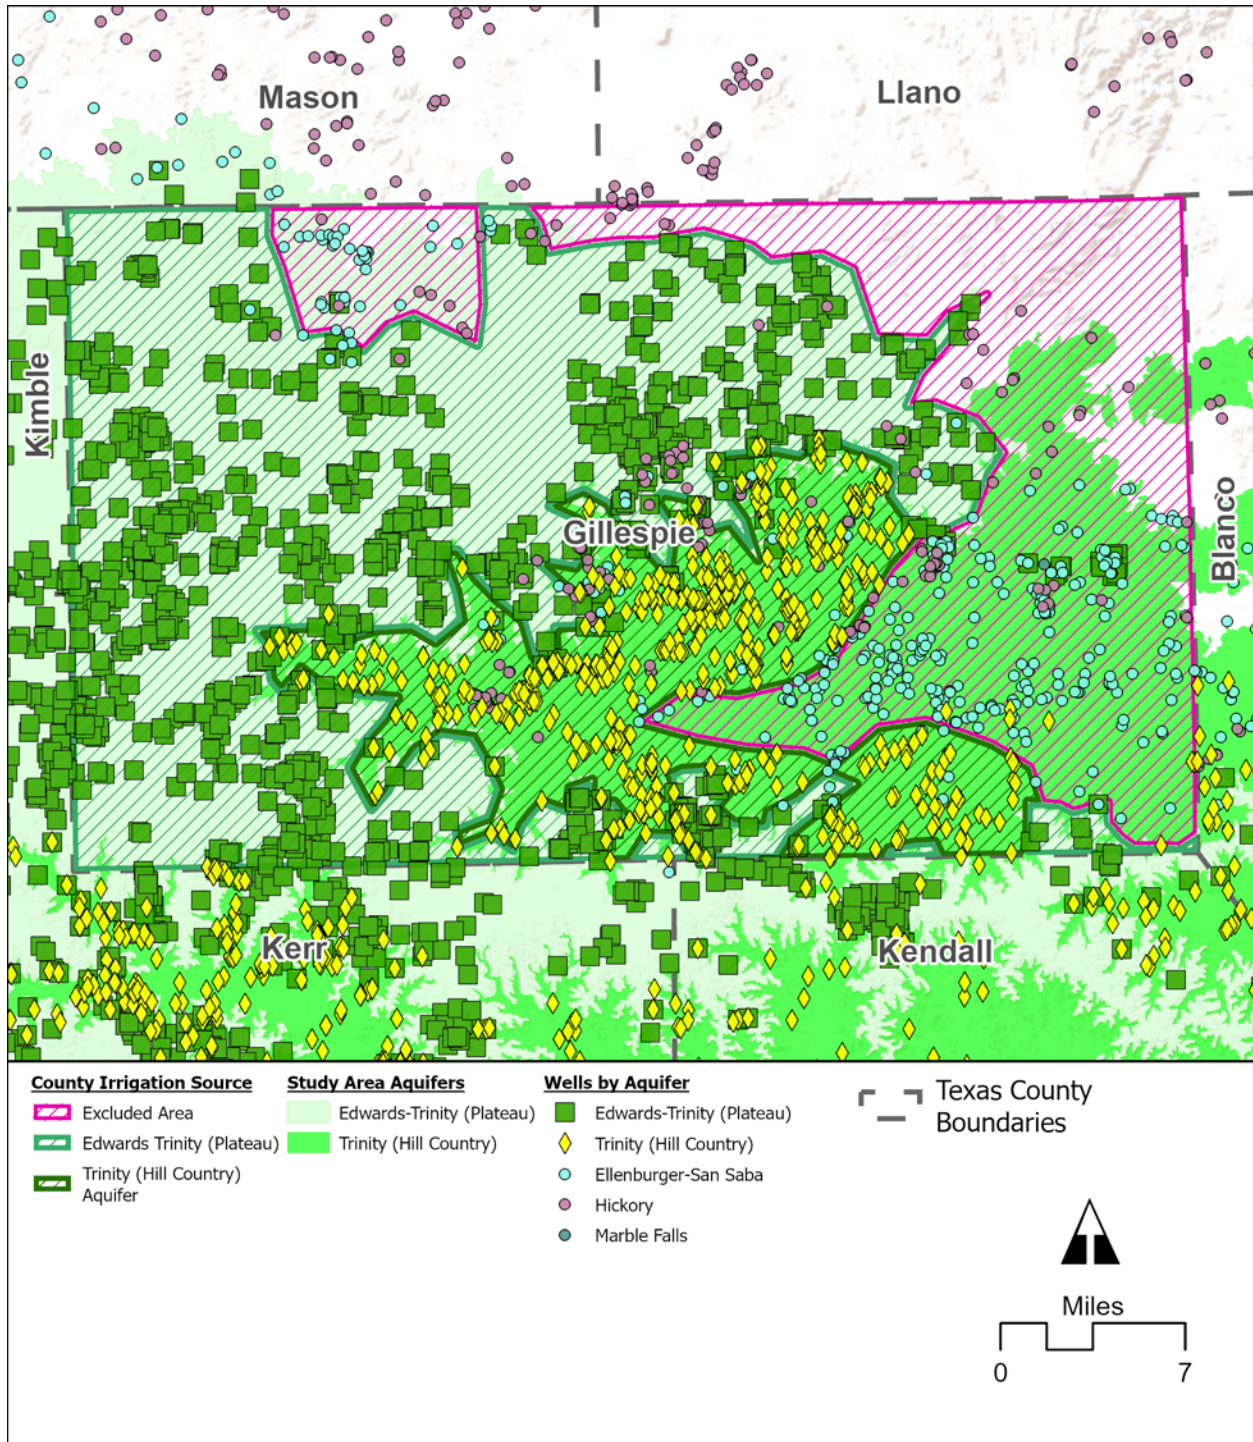 Mason
Llano
Kimble
Gillespie
Blanco
Kerr
Kendall
County Irrigation Source
Excluded Area
Edwards Trinity (Plateau)
Trinity (Hill Country)
Aquifer
Study Area Aquifers
Edwards-Trinity (Plateau)
Trinity (Hill Country)
Wells by Aquifer
Edwards-Trinity (Plateau)
Trinity (Hill Country)
Ellenburger-San Saba
Hickory
Marble Falls
Texas County
Boundaries
Miles
0 7